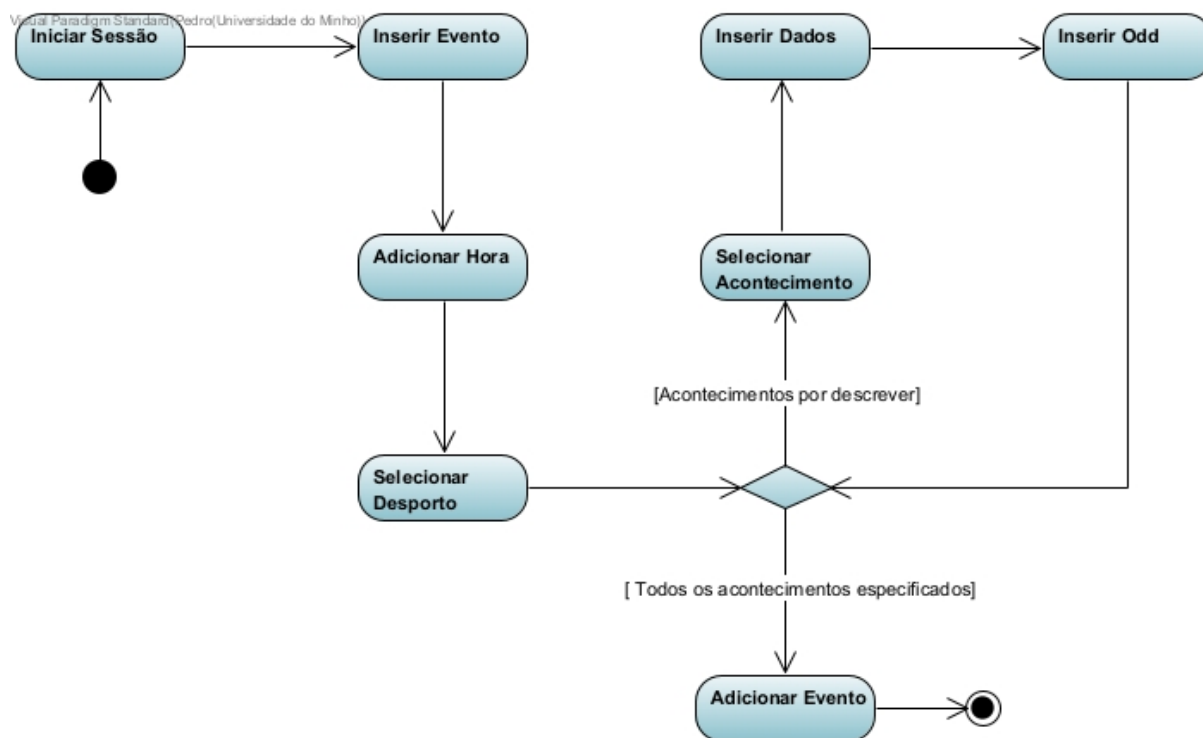 Visual Paradigm Standard(Pedro(Universidade do Minho))
Iniciar Sessão
Inserir Evento
Inserir Dados
Inserir Odd
Adicionar Hora
Selecionar
Acontecimento
[Acontecimentos por descrever]
Selecionar
Desporto
[ Todos os acontecimentos especificados]
Adicionar Evento